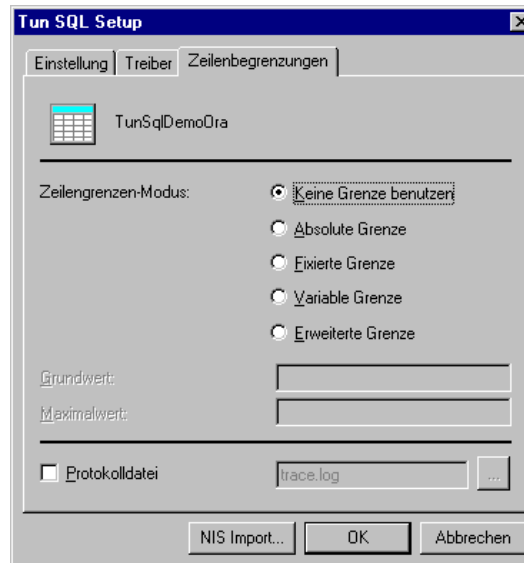 Tun SQL Setup
Einstellung Treiber Zeilenbegrenzungen
TunSqlDemoOra
Zeilengrenzen-Modus: Keine Grenze benutzen
Absolute Grenze
Fixierte Grenze
Variable Grenze
Erweiterte Grenze
Grundwert:
Maximalwert:
Protokolldatei trace.log ...
NIS Import... OK Abbrechen